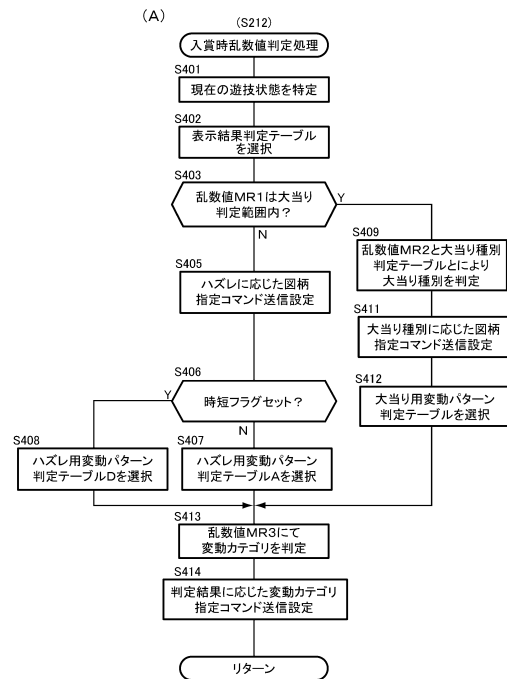 (A)
(S212)
入賞時乱数値判定処理
S401
現在の遊技状態を特定
S402
表示結果判定テーブル
を選択
S403
乱数値MR1は大当り
判定範囲内？
Y
N
S409
乱数値MR2と大当り種別
判定テーブルとにより
大当り種別を判定
S405
ハズレに応じた図柄
指定コマンド送信設定
S411
大当り種別に応じた図柄
指定コマンド送信設定
S406
時短フラグセット？
Y
N
S412
大当り用変動パターン
判定テーブルを選択
S408
ハズレ用変動パターン
判定テーブルDを選択
S407
ハズレ用変動パターン
判定テーブルAを選択
S413
乱数値MR3にて
変動カテゴリを判定
S414
判定結果に応じた変動カテゴリ
指定コマンド送信設定
リターン